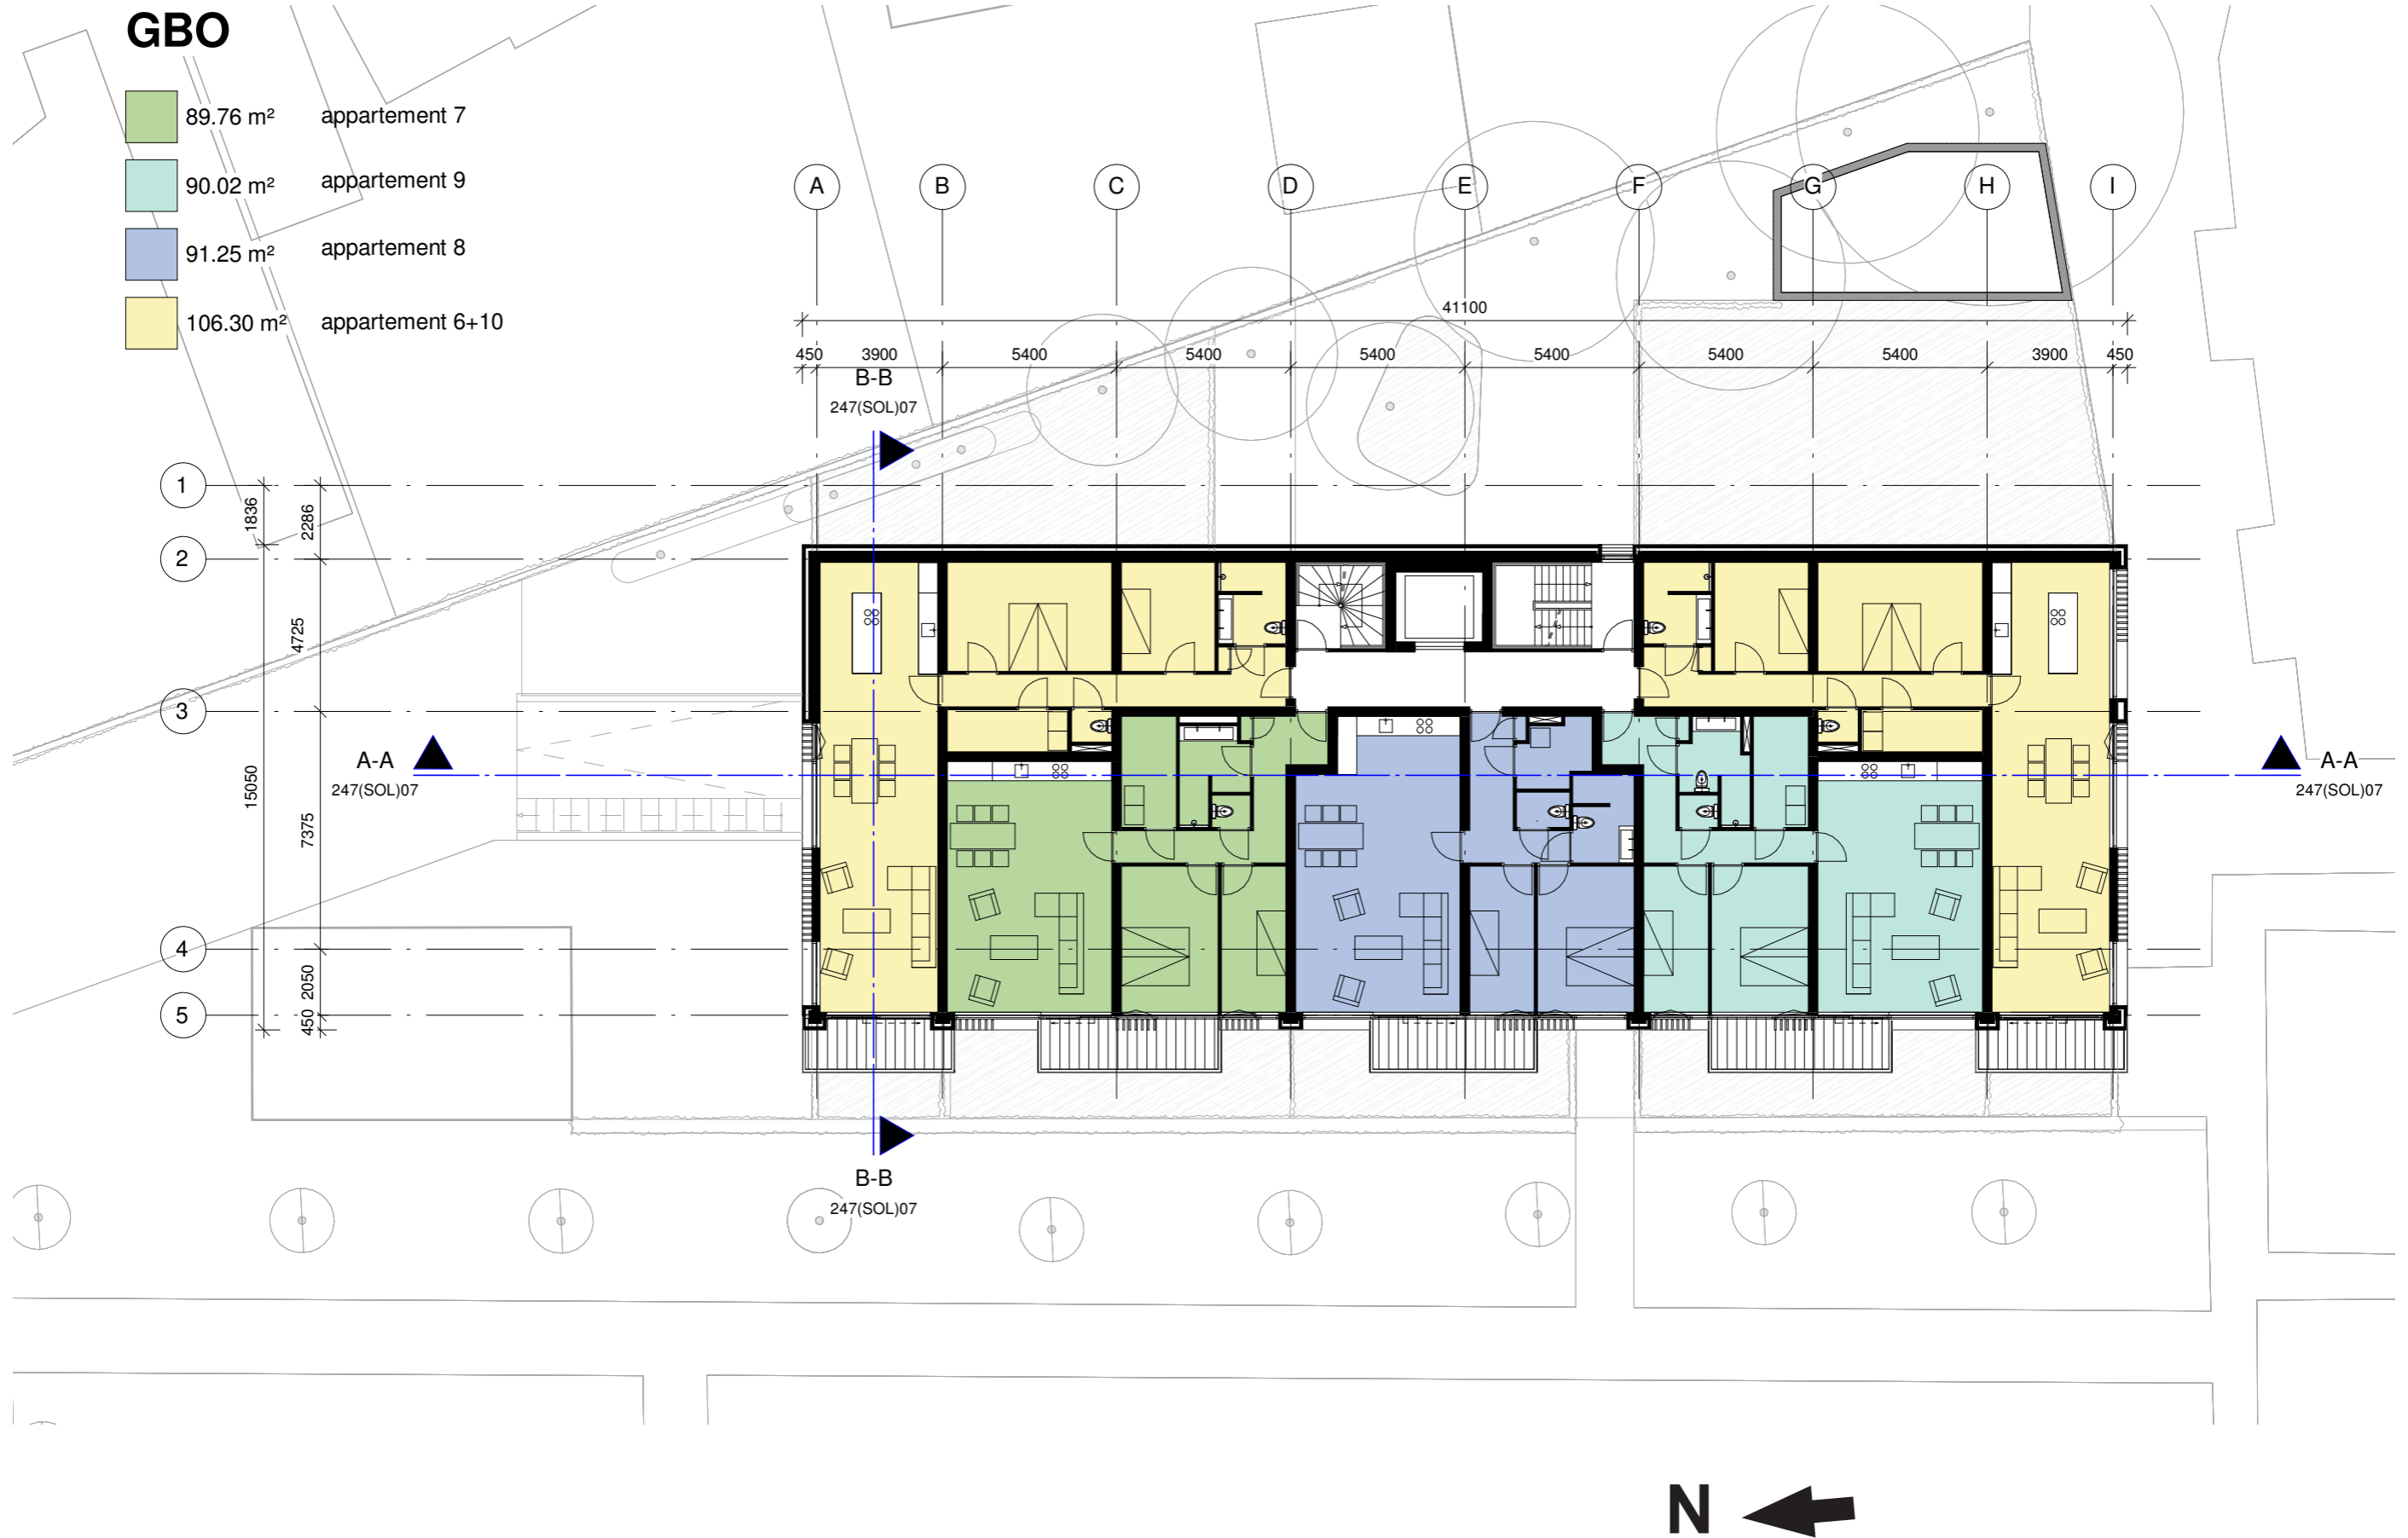 GBO
89.76 m² appartement 7
90.02 m² appartement 9
91.25 m² appartement 8
106.30 m² appartement 6+10
A B C D E F G H I
41100
450 3900 5400 5400 5400 5400 5400 5400 3900 450
B-B
247(SOL)07
1
2
3
4
5
1836
15050
2286
4725
7375
2050
450
A-A
247(SOL)07
A-A
247(SOL)07
B-B
247(SOL)07
N